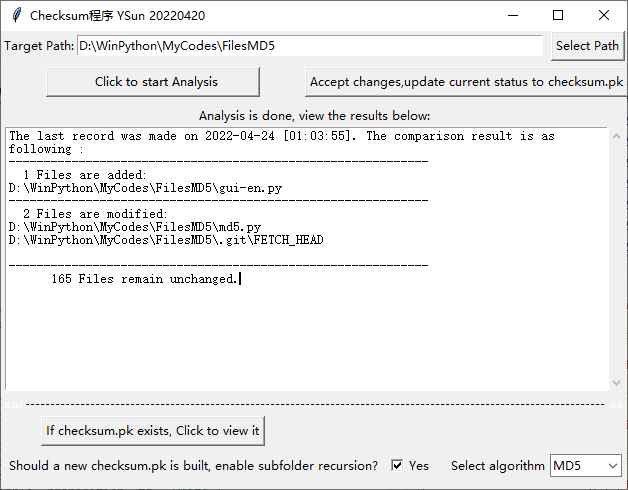 Checksum程序 YSun 20220420
Target Path: D:\WinPython\MyCodes\FilesMD5 Select Path
Click to start Analysis Accept changes,update current status to checksum.pk
Analysis is done, view the results below:
The last record was made on 2022-04-24 [01:03:55]. The comparison result is as
following :
------------------------------------------------------------
1 Files are added:
D:\WinPython\MyCodes\FilesMD5\gui-en.py
------------------------------------------------------------
2 Files are modified:
D:\WinPython\MyCodes\FilesMD5\md5.py
D:\WinPython\MyCodes\FilesMD5\.git\FETCH_HEAD
------------------------------------------------------------
165 Files remain unchanged.
If checksum.pk exists, Click to view it
Should a new checksum.pk is built, enable subfolder recursion? Yes Select algorithm MD5